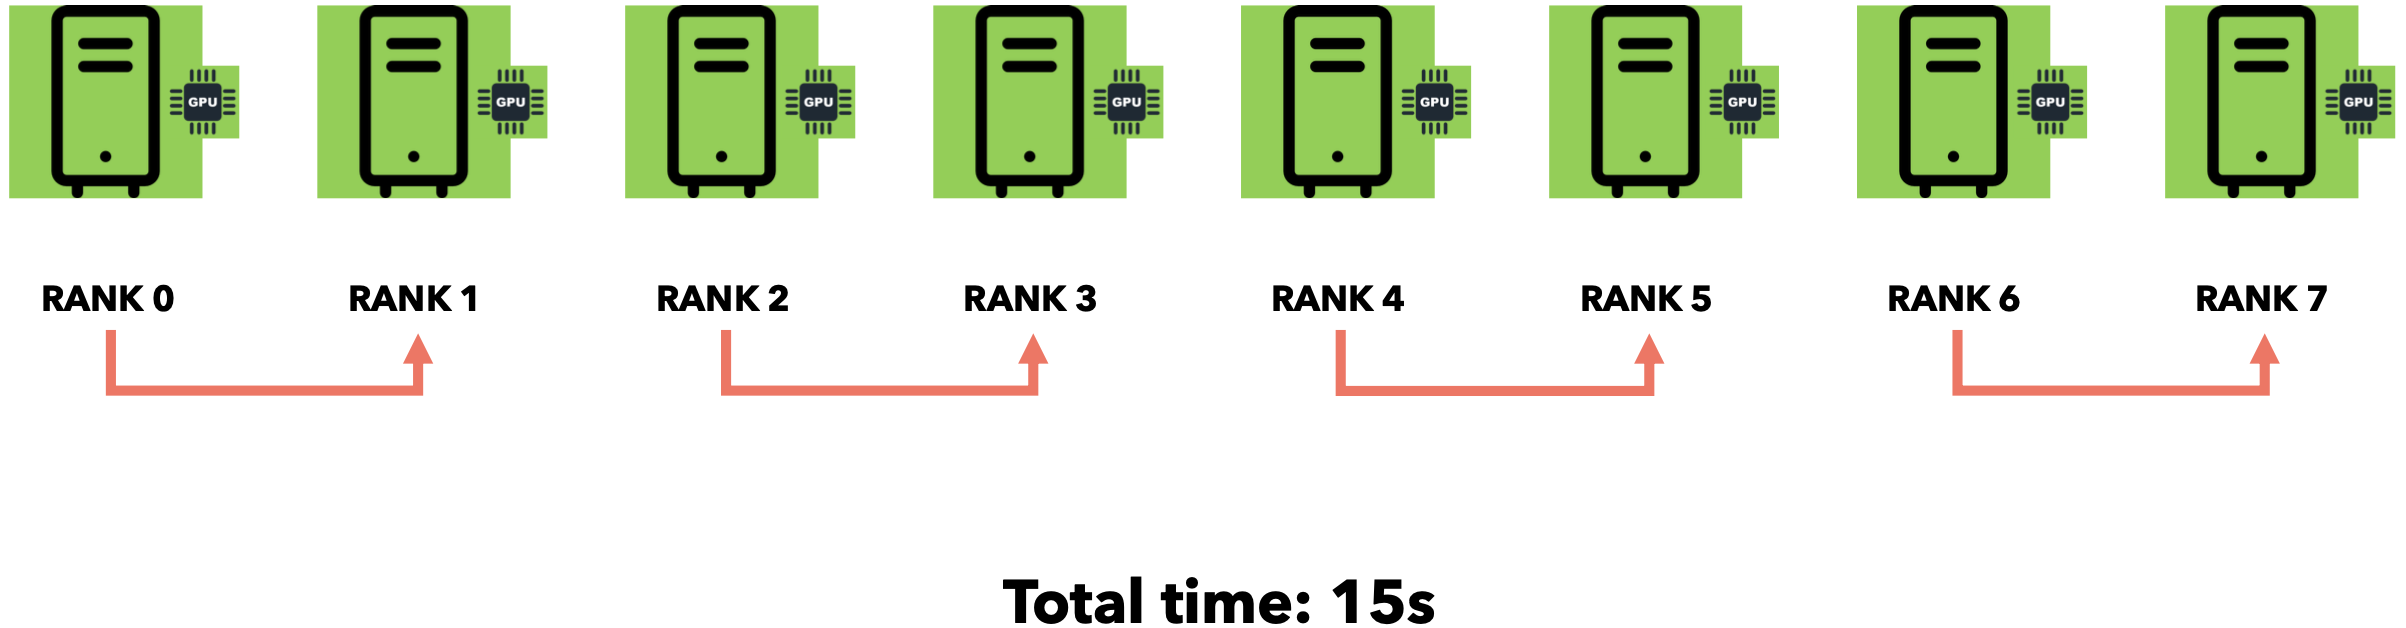 GPU GPU GPU GPU GPU GPU GPU GPU
RANK 0 RANK 1 RANK 2 RANK 3 RANK 4 RANK 5 RANK 6 RANK 7
Total time: 15s